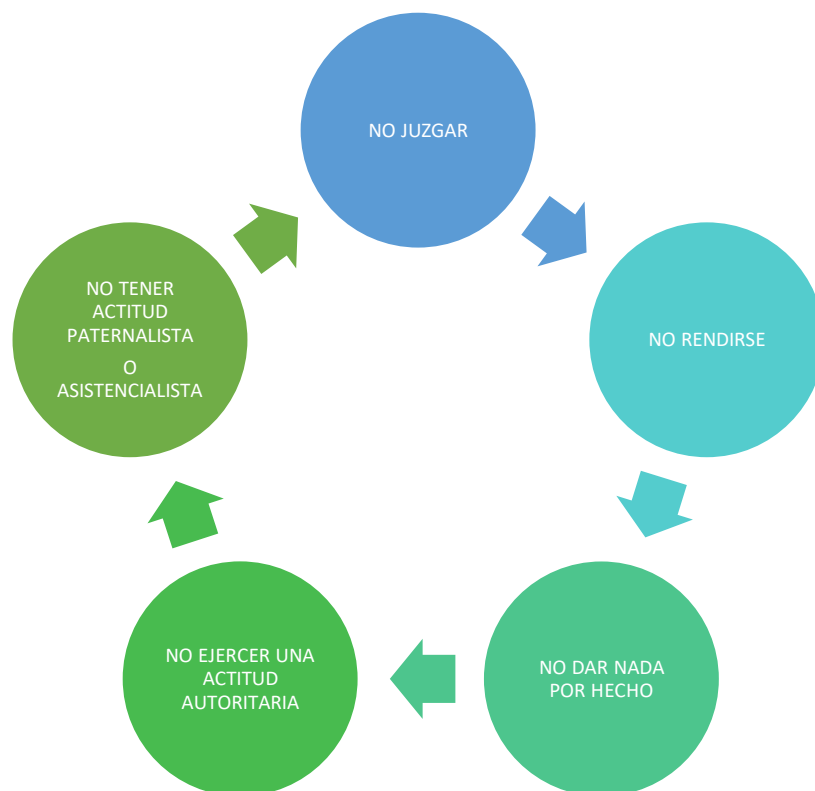 NO JUZGAR
NO RENDIRSE
NO DAR NADA
POR HECHO
NO EJERCER UNA
ACTITUD
AUTORITARIA
NO TENER
ACTITUD
PATERNALISTA
O
ASISTENCIALISTA